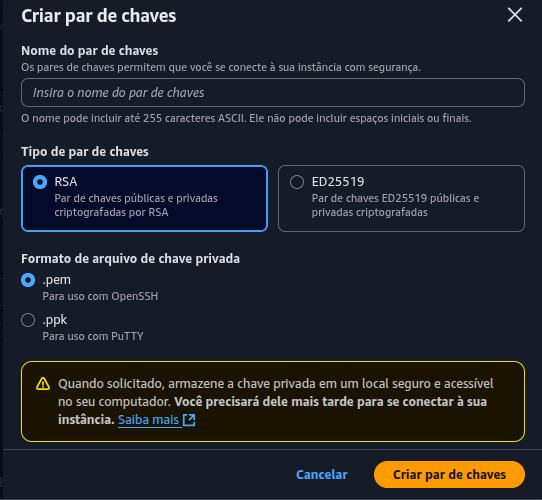 Criar par de chaves
Nome do par de chaves
Os pares de chaves permitem que você se conecte à sua instância com segurança.
Insira o nome do par de chaves
O nome pode incluir até 255 caracteres ASCII. Ele não pode incluir espaços iniciais ou finais.
Tipo de par de chaves
RSA
Par de chaves públicas e privadas
criptografadas por RSA
ED25519
Par de chaves ED25519 públicas e
privadas criptografadas
Formato de arquivo de chave privada
.pem
Para uso com OpenSSH
.ppk
Para uso com PuTTY
Quando solicitado, armazene a chave privada em um local seguro e acessível
no seu computador. Você precisará dele mais tarde para se conectar à sua
instância. Saiba mais
Cancelar
Criar par de chaves